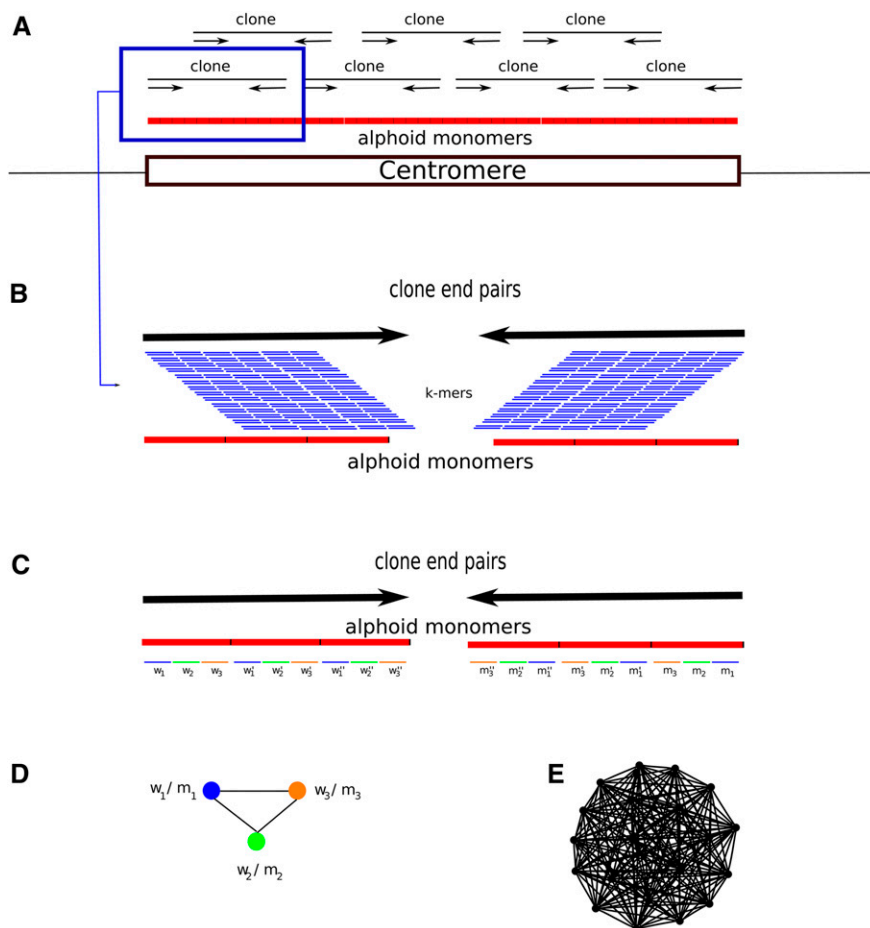 A
clone clone clone
clone clone clone clone
alphoid monomers
Centromere
B
clone end pairs
k-mers
alphoid monomers
C
clone end pairs
alphoid monomers
w₁ w₂ w₃ w₁' w₂' w₃' w₁'' w₂'' w₃'' m₃'' m₂'' m₁'' m₃' m₂' m₁' m₃ m₂ m₁
D E
w₁/ m₁ w₃/ m₃
w₂/ m₂